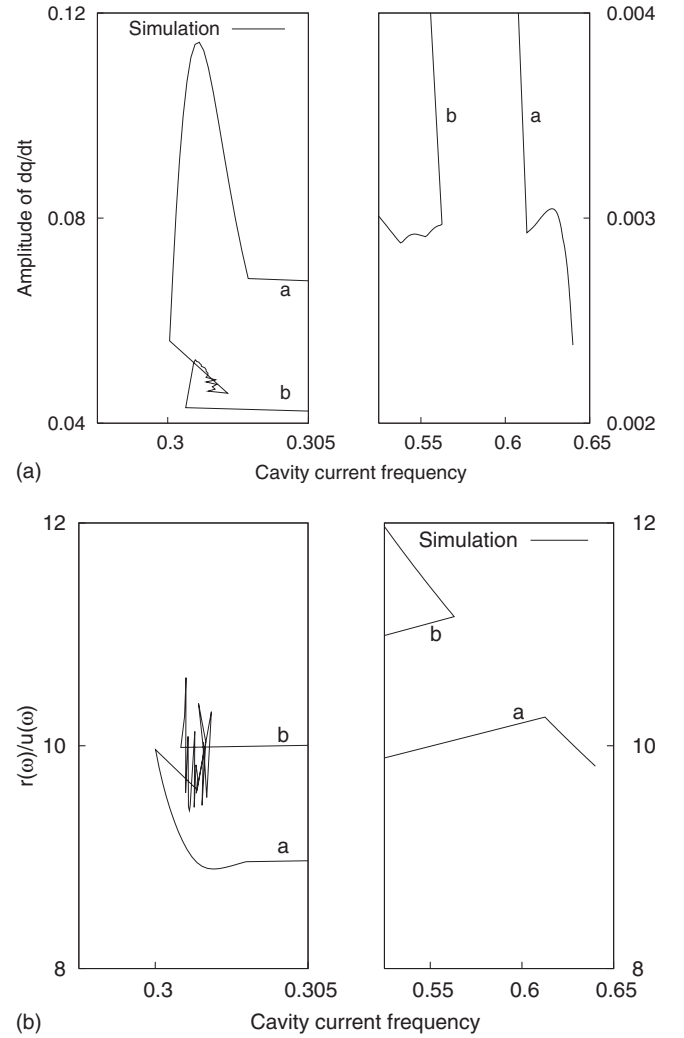 0.12
0.08
0.04
Amplitude of dq/dt
Simulation
a
b
0.3
0.305
b
a
0.004
0.003
0.002
0.55
0.6
0.65
(a)
Cavity current frequency
12
10
8
r(ω)/u(ω)
b
a
0.3
0.305
Simulation
b
a
12
11
10
8
0.55
0.6
0.65
(b)
Cavity current frequency